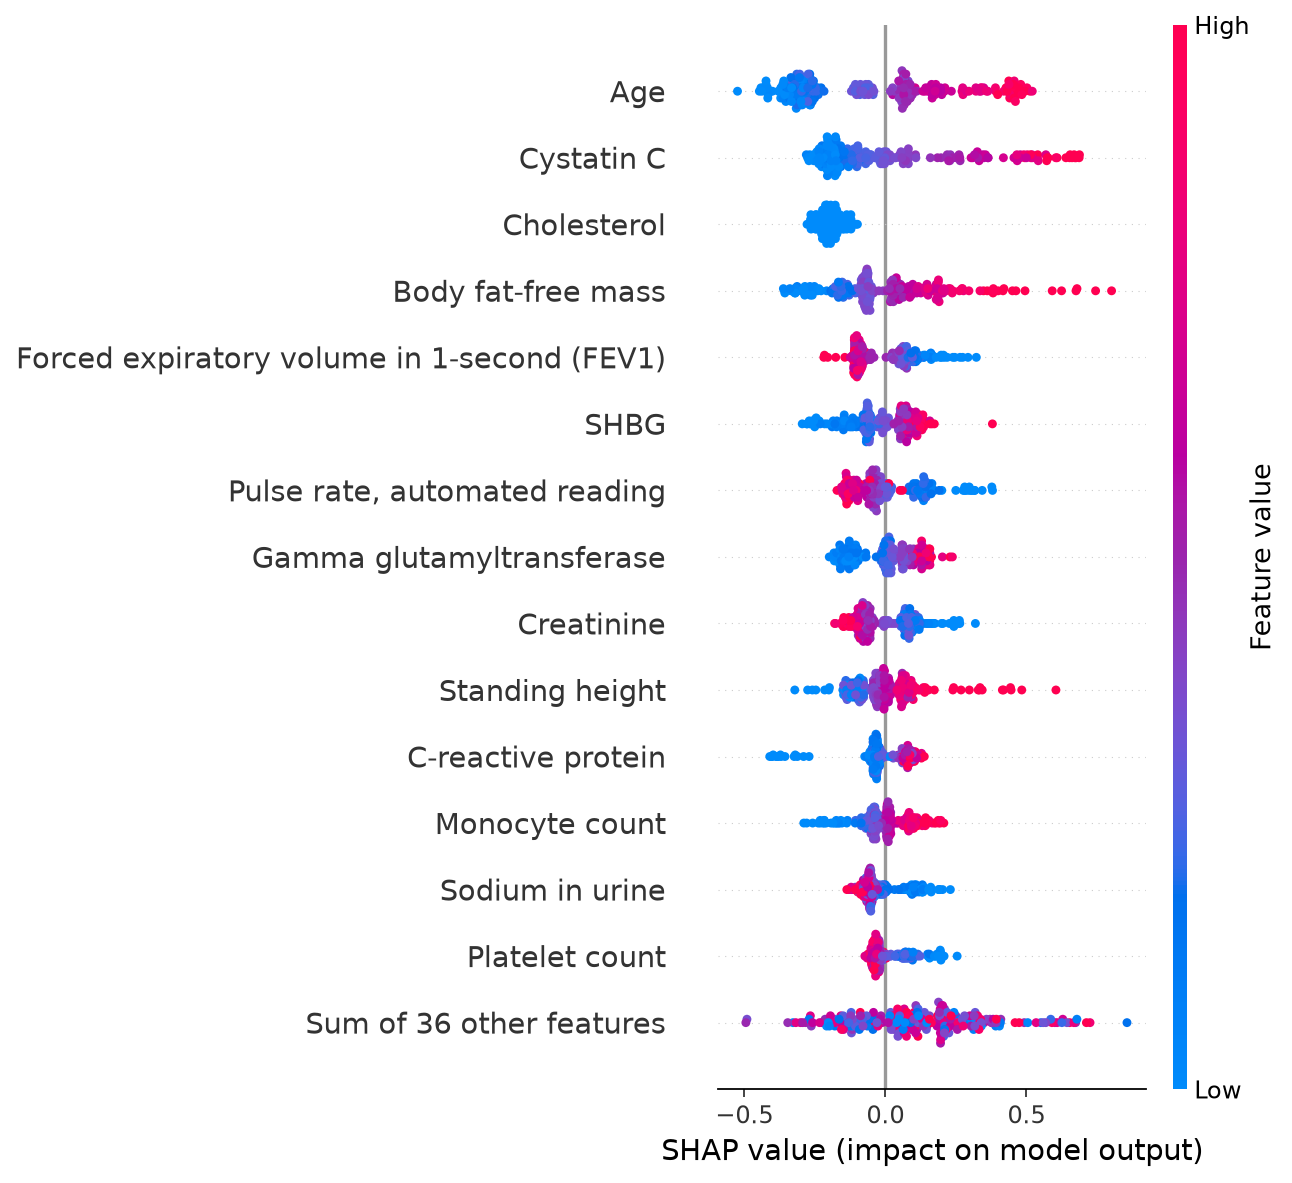 High
Age
Cystatin C
Cholesterol
Body fat-free mass
Forced expiratory volume in 1-second (FEV1)
SHBG
Pulse rate, automated reading
Gamma glutamyltransferase
Creatinine
Standing height
C-reactive protein
Monocyte count
Sodium in urine
Platelet count
Sum of 36 other features
Feature value
Low
−0.5 0.0 0.5
SHAP value (impact on model output)